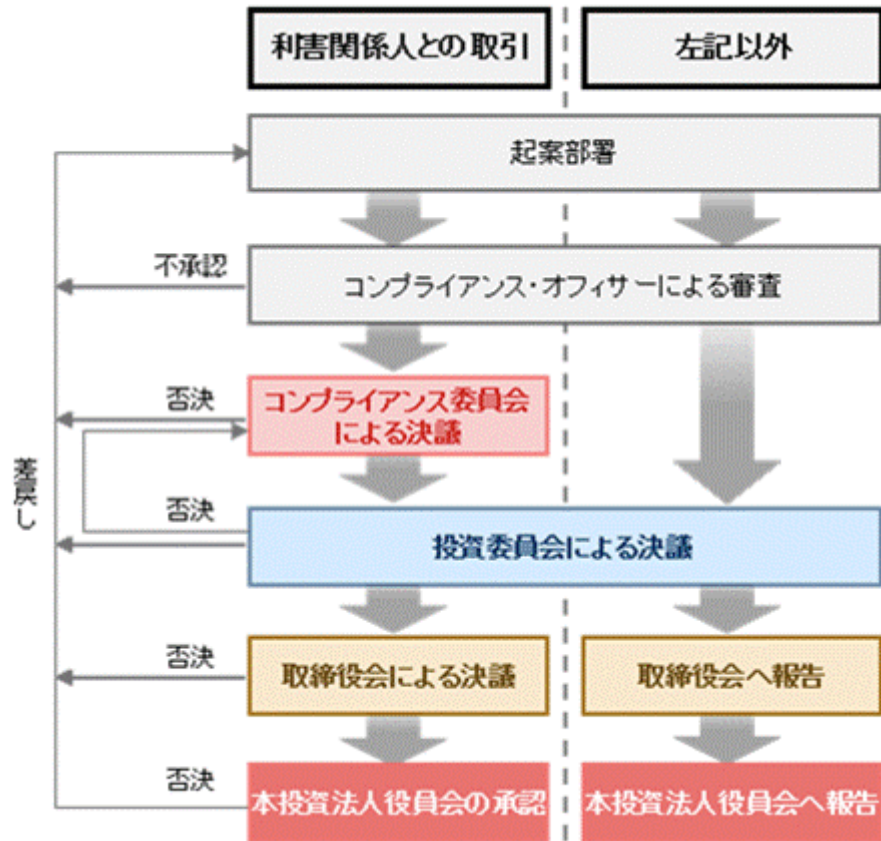 利害関係人との取引
左記以外
起案部署
不承認
コンプライアンス・オフィサーによる審査
否決
コンプライアンス委員会
による決議
差戻し
否決
投資委員会による決議
否決
取締役会による決議
取締役会へ報告
否決
本投資法人役員会の承認
本投資法人役員会へ報告